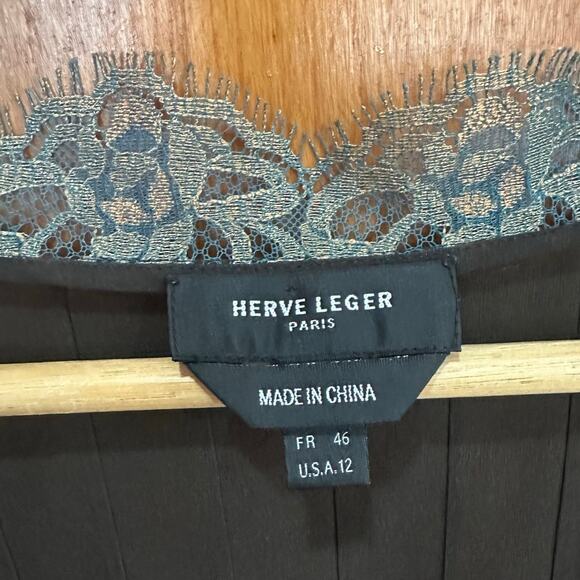 HERVE LEGER
PARIS
MADE IN CHINA
FR 46
U.S.A. 12